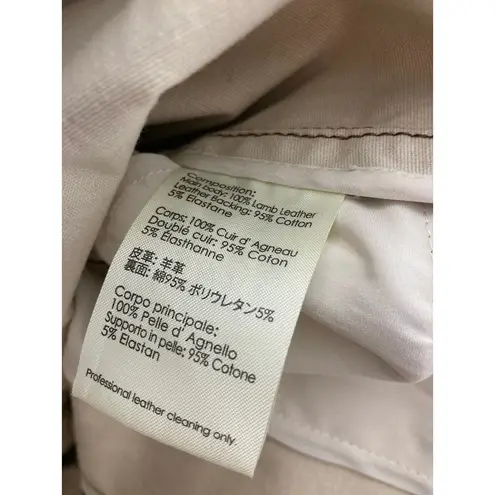 Composition:
Main body: 100% Lamb Leather
Leather Backing: 95% Cotton
5% Elastane
Corps: 100% Cuir d'Agneau
Doublé cuir: 95% Coton
5% Élasthanne
皮革: 羊革
裏面: 綿95% ポリウレタン5%
Corpo principale:
100% Pelle d' Agnello
Supporto in pelle: 95% Cotone
5% Elastan
Professional leather cleaning only.